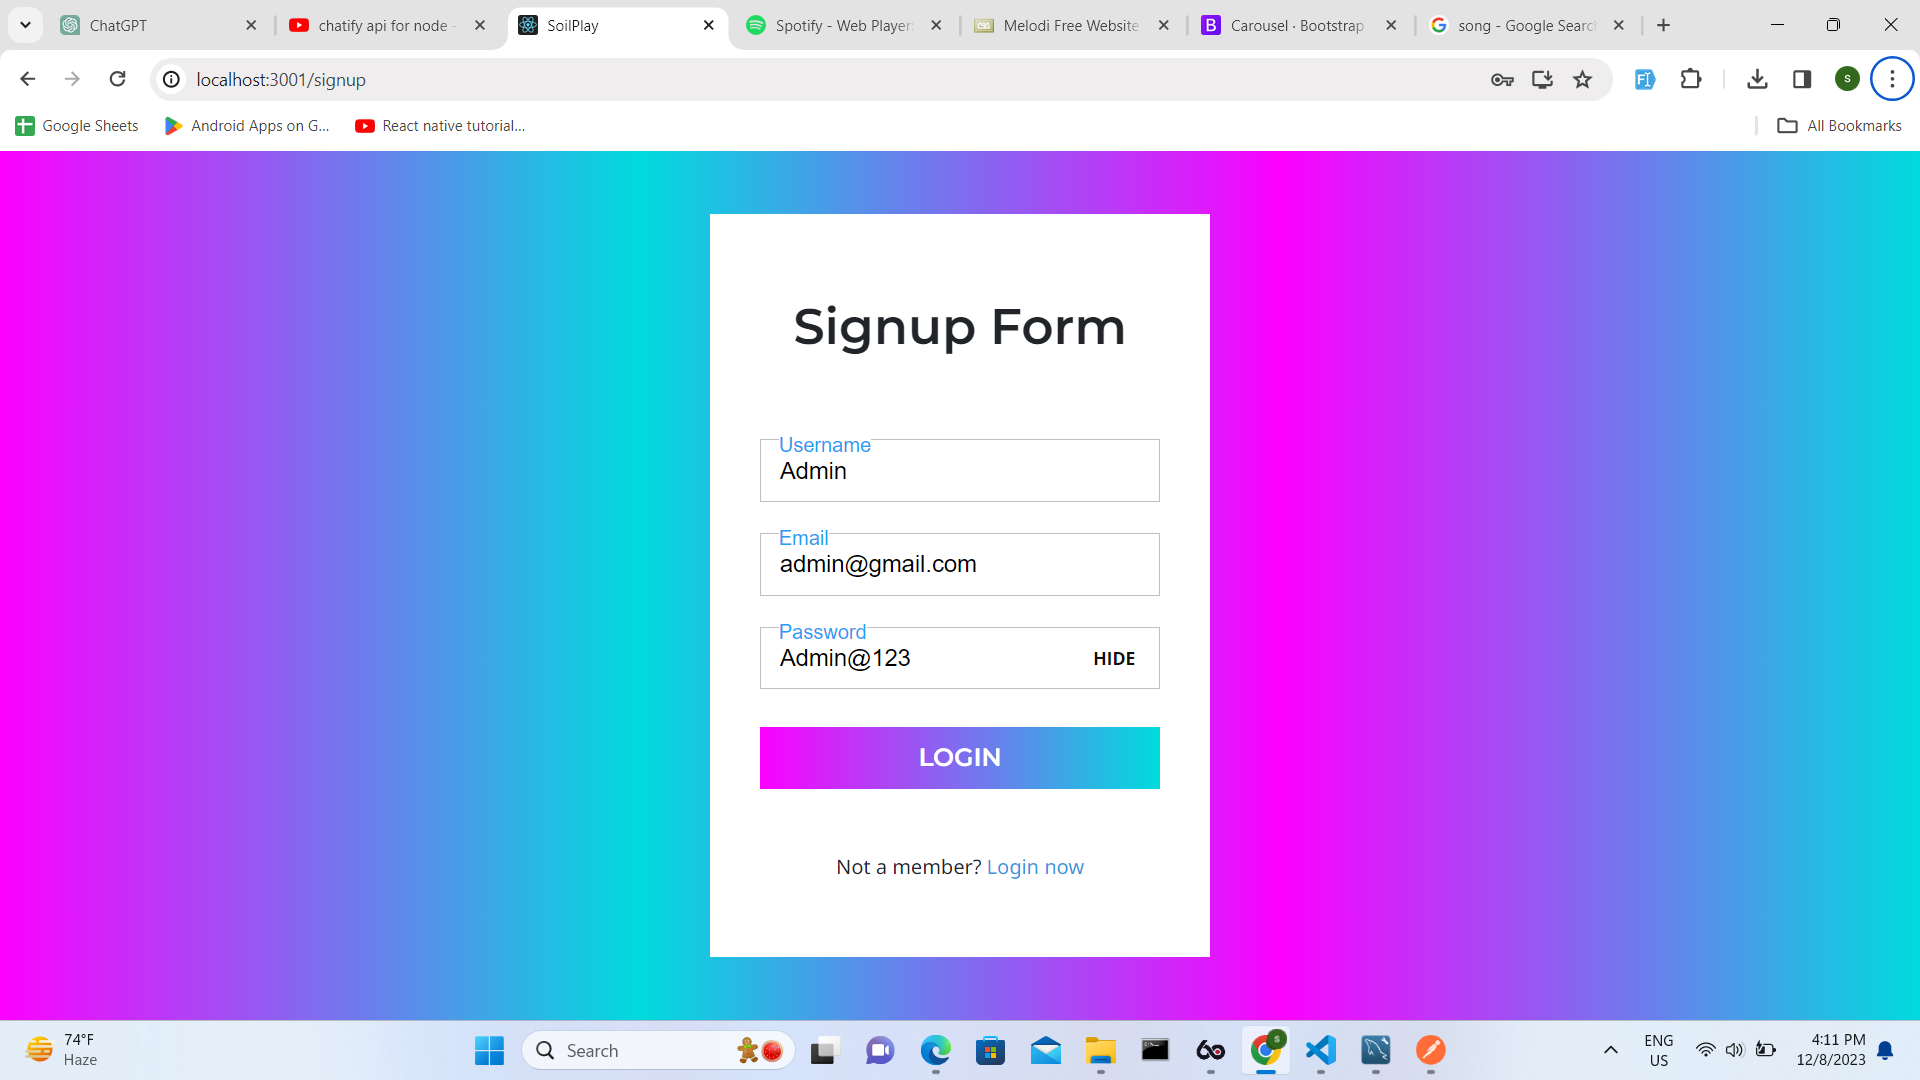 ChatGPT
chatify api for node -
SoilPlay
Spotify - Web Player:
Melodi Free Website
B
Carousel · Bootstrap
song - Google Search
localhost:3001/signup
S
Google Sheets
Android Apps on G...
React native tutorial...
All Bookmarks
Signup Form
Username
Admin
Email
admin@gmail.com
Password
Admin@123
HIDE
LOGIN
Not a member? Login now
74°F
Haze
Search
S
ENG
US
4:11 PM
12/8/2023